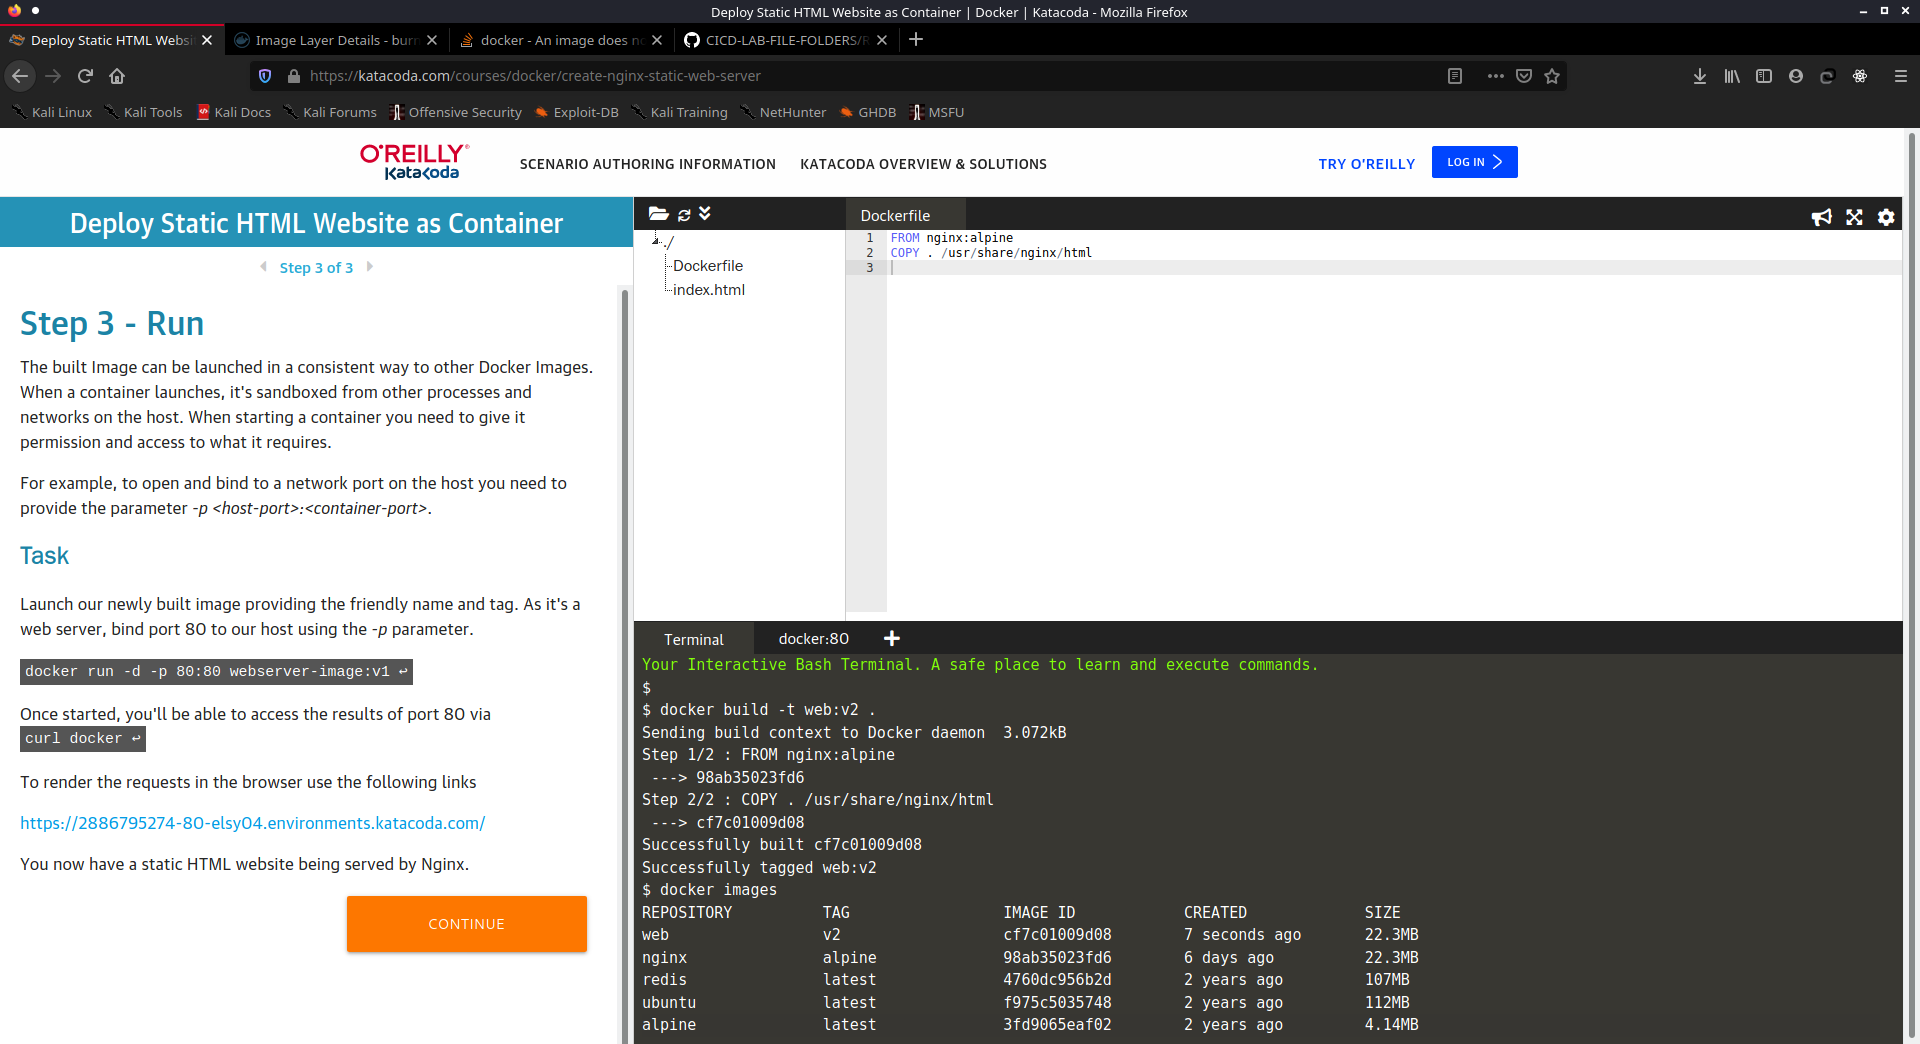 Deploy Static HTML Website as Container | Docker | Katacoda - Mozilla Firefox
Deploy Static HTML Websi
Image Layer Details - burr
docker - An image does no
CICD-LAB-FILE-FOLDERS/R
https://katacoda.com/courses/docker/create-nginx-static-web-server
Kali Linux Kali Tools Kali Docs Kali Forums Offensive Security Exploit-DB Kali Training NetHunter GHDB MSFU
O'REILLY®
KataKoda
SCENARIO AUTHORING INFORMATION
KATACODA OVERVIEW & SOLUTIONS
TRY O'REILLY
LOG IN
Deploy Static HTML Website as Container
Step 3 of 3
Step 3 - Run
The built Image can be launched in a consistent way to other Docker Images.
When a container launches, it's sandboxed from other processes and
networks on the host. When starting a container you need to give it
permission and access to what it requires.
For example, to open and bind to a network port on the host you need to
provide the parameter -p <host-port>:<container-port>.
Task
Launch our newly built image providing the friendly name and tag. As it's a
web server, bind port 80 to our host using the -p parameter.
docker run -d -p 80:80 webserver-image:v1 ↩
Once started, you'll be able to access the results of port 80 via
curl docker ↩
To render the requests in the browser use the following links
https://2886795274-80-elsy04.environments.katacoda.com/
You now have a static HTML website being served by Nginx.
CONTINUE
./
Dockerfile
index.html
Dockerfile
1 FROM nginx:alpine
2 COPY . /usr/share/nginx/html
3
Terminal
docker:80
Your Interactive Bash Terminal. A safe place to learn and execute commands.
$
$ docker build -t web:v2 .
Sending build context to Docker daemon  3.072kB
Step 1/2 : FROM nginx:alpine
 ---> 98ab35023fd6
Step 2/2 : COPY . /usr/share/nginx/html
 ---> cf7c01009d08
Successfully built cf7c01009d08
Successfully tagged web:v2
$ docker images
REPOSITORY          TAG                 IMAGE ID            CREATED             SIZE
web                 v2                  cf7c01009d08        7 seconds ago       22.3MB
nginx               alpine              98ab35023fd6        6 days ago          22.3MB
redis               latest              4760dc956b2d        2 years ago         107MB
ubuntu              latest              f975c5035748        2 years ago         112MB
alpine              latest              3fd9065eaf02        2 years ago         4.14MB